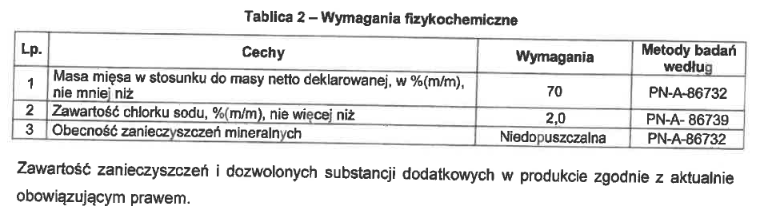 Tablica 2 – Wymagania fizykochemiczne
Lp. Cechy Wymagania Metody badań
według
1 Masa mięsa w stosunku do masy netto deklarowanej, w %(m/m),
nie mniej niż 70 PN-A-86732
2 Zawartość chlorku sodu, %(m/m), nie więcej niż 2,0 PN-A- 86739
3 Obecność zanieczyszczeń mineralnych Niedopuszczalna PN-A-86732
Zawartość zanieczyszczeń i dozwolonych substancji dodatkowych w produkcie zgodnie z aktualnie
obowiązującym prawem.